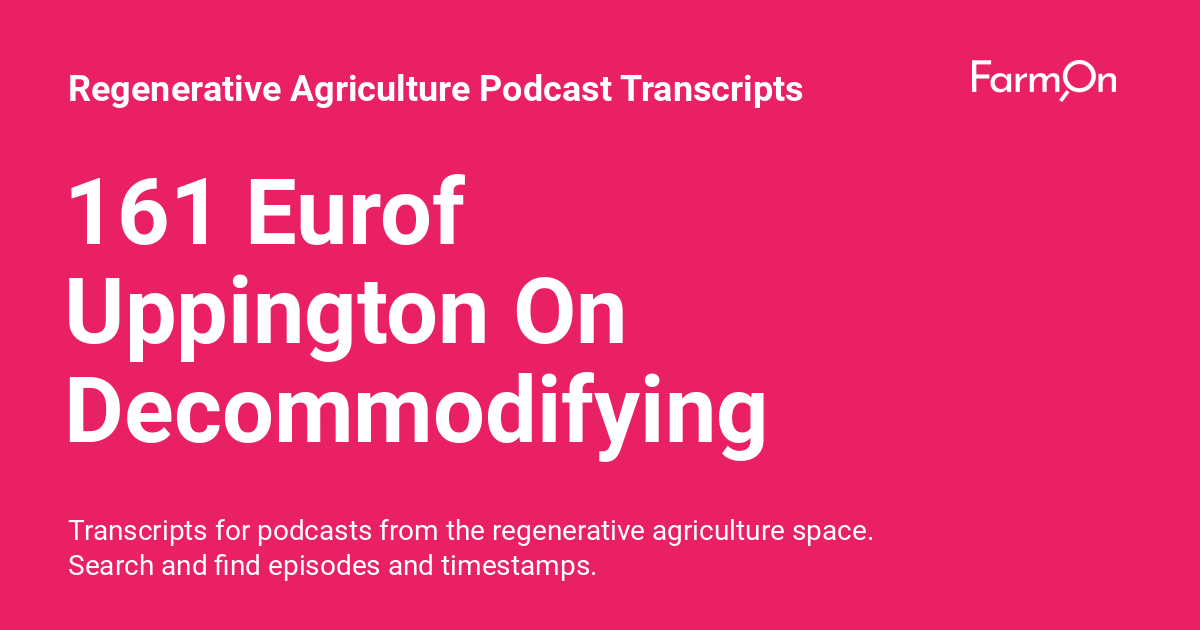 Regenerative Agriculture Podcast Transcripts
FarmOn
161 Eurof
Uppington On
Decommodifying
Transcripts for podcasts from the regenerative agriculture space.
Search and find episodes and timestamps.